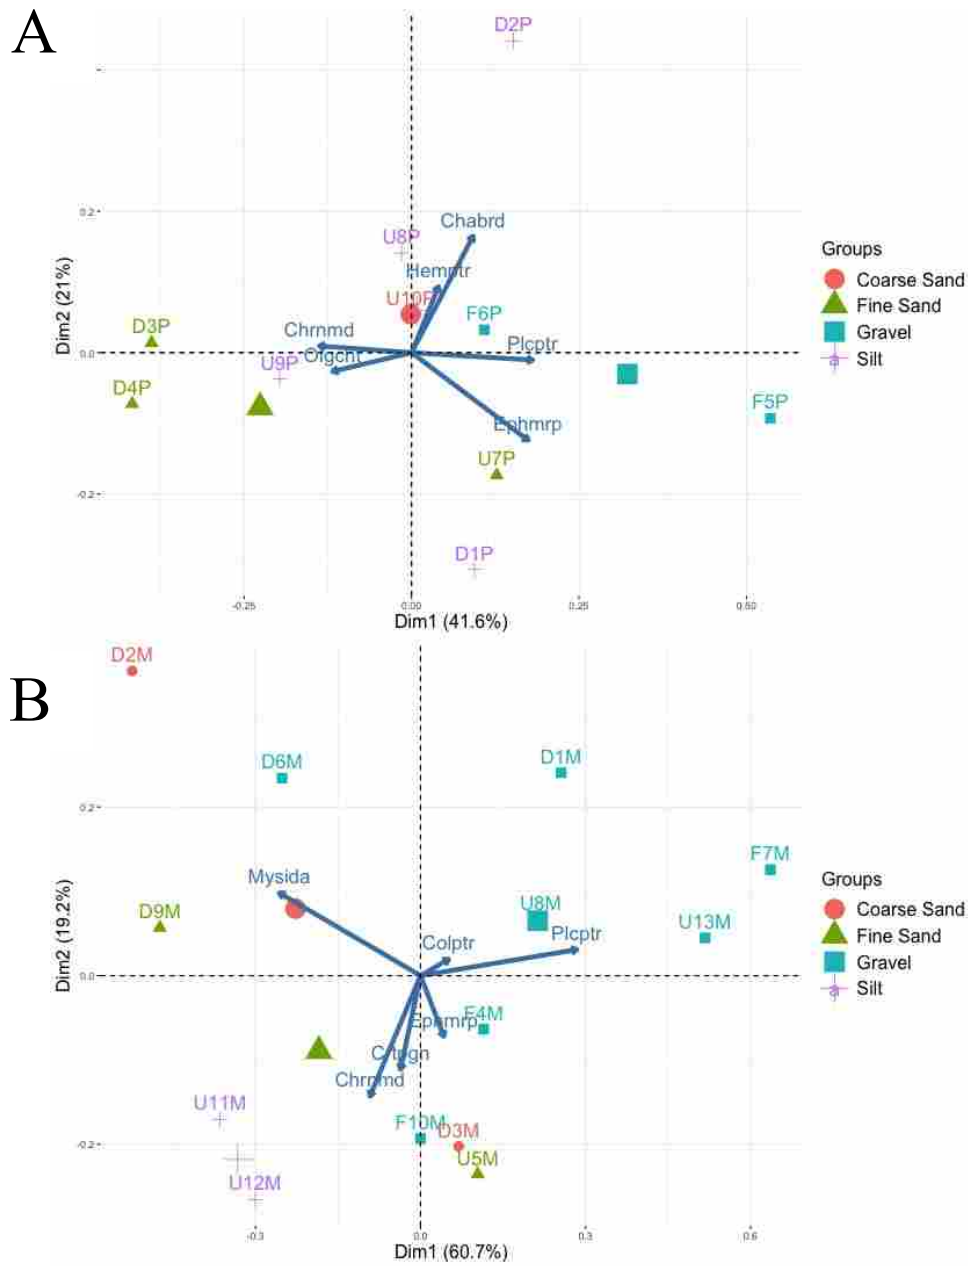 A
D2P
0.2
Chabrd
U8P
Hemptr
U10P
Groups
Coarse Sand
Fine Sand
Gravel
Silt
Dim2 (21%)
D3P
Chrnmd
F6P
Plcptr
0.0
Olgcht
U9P
D4P
F5P
Ephmrp
U7P
-0.2
D1P
-0.25
0.00
0.25
0.50
Dim1 (41.6%)
D2M
B
D6M
D1M
0.2
F7M
Mysida
D9M
U8M
U13M
Groups
Coarse Sand
Fine Sand
Gravel
Silt
Dim2 (19.2%)
Colptr
Plcptr
0.0
Ephmrp
Chrnmd
U11M
F10M
D3M
-0.2
U5M
U12M
-0.3
0.0
0.3
0.6
Dim1 (60.7%)